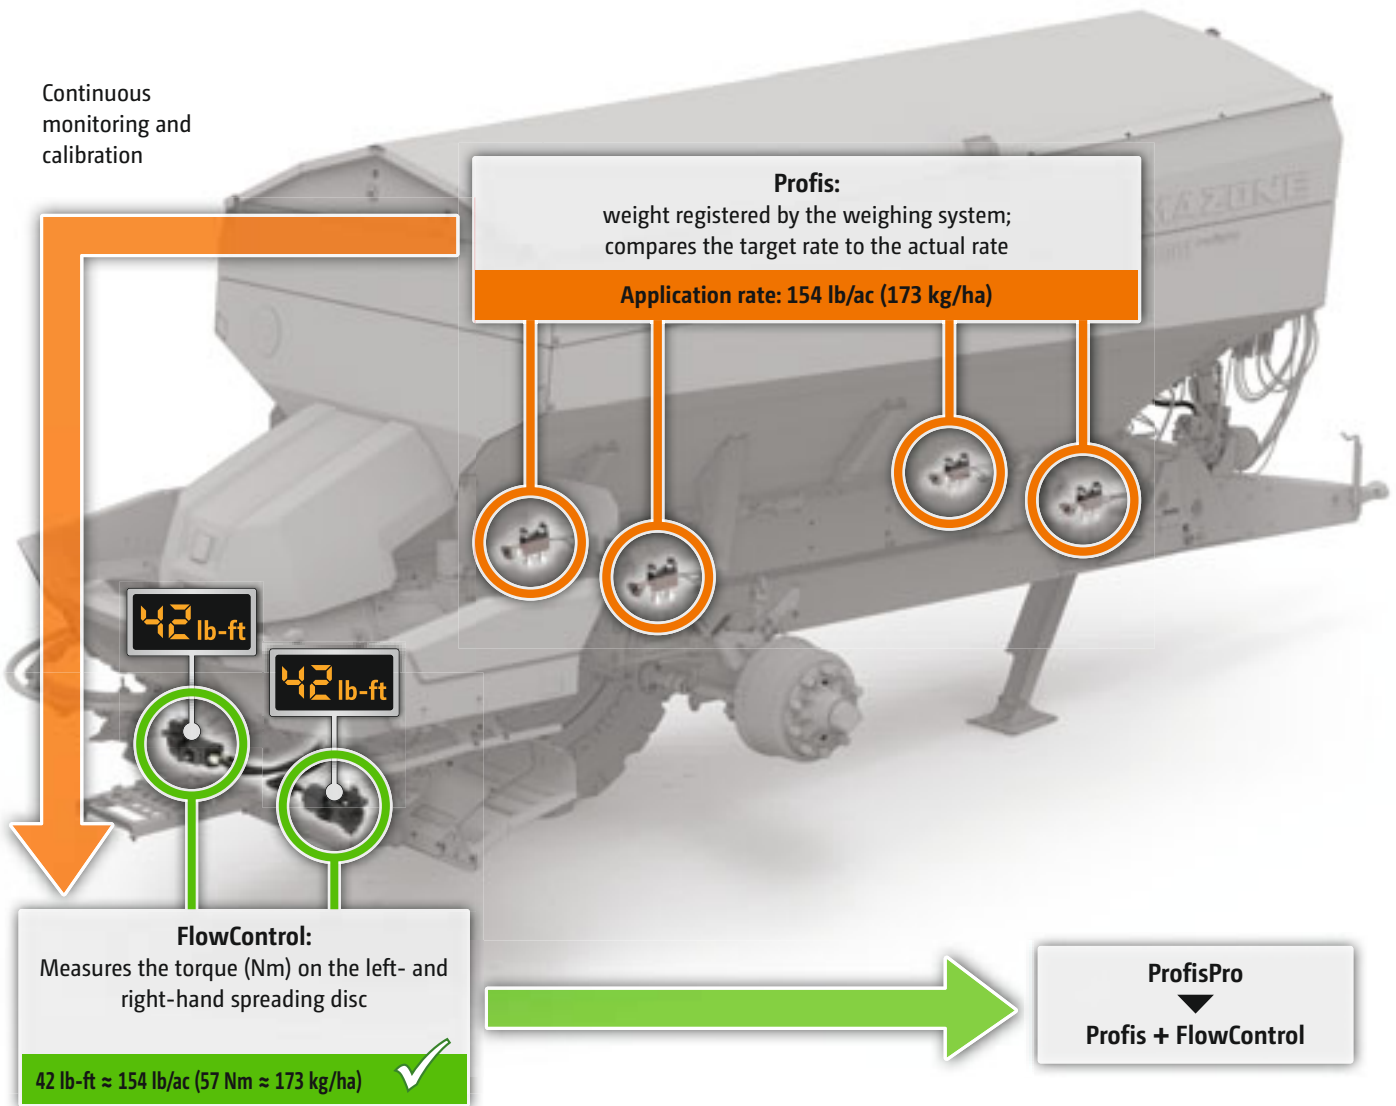 Continuous
monitoring and
calibration
Profis:
weight registered by the weighing system;
compares the target rate to the actual rate
Application rate: 154 lb/ac (173 kg/ha)
42 lb-ft
42 lb-ft
FlowControl:
Measures the torque (Nm) on the left- and
right-hand spreading disc
42 lb-ft ≈ 154 lb/ac (57 Nm ≈ 173 kg/ha)
ProfisPro
Profis + FlowControl